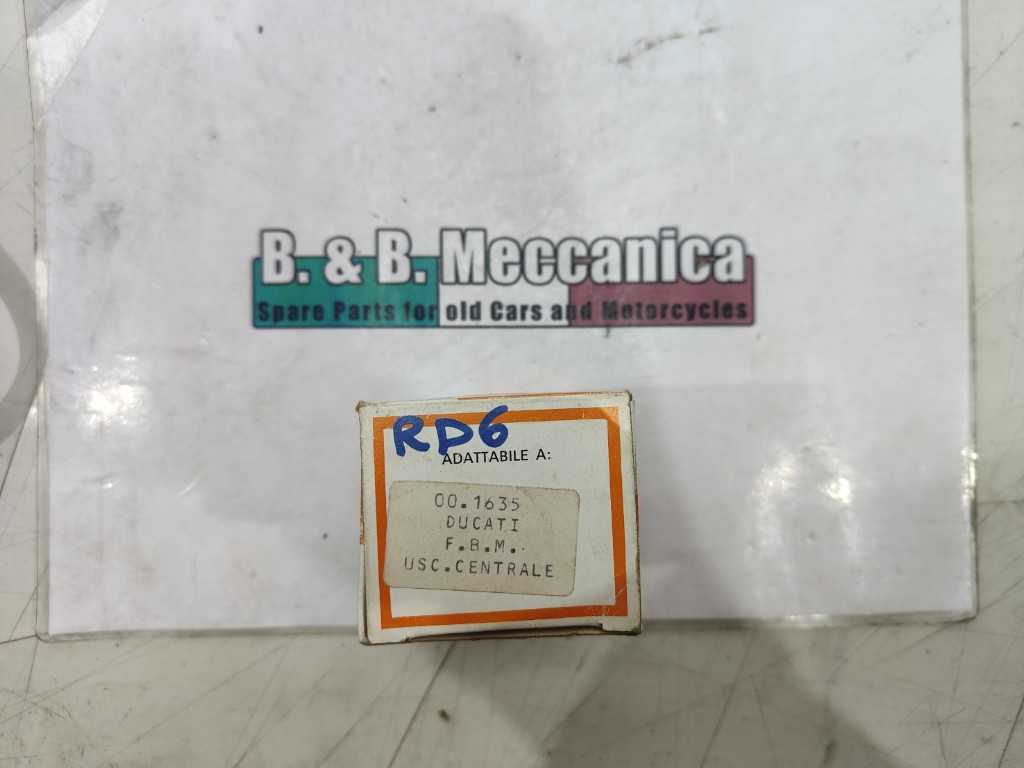 B. & B. Meccanica
Spare Parts for old Cars and Motorcycles
RD6
ADATTABILE A:
00.1635
DUCATI
F.B.M.
USC.CENTRALE